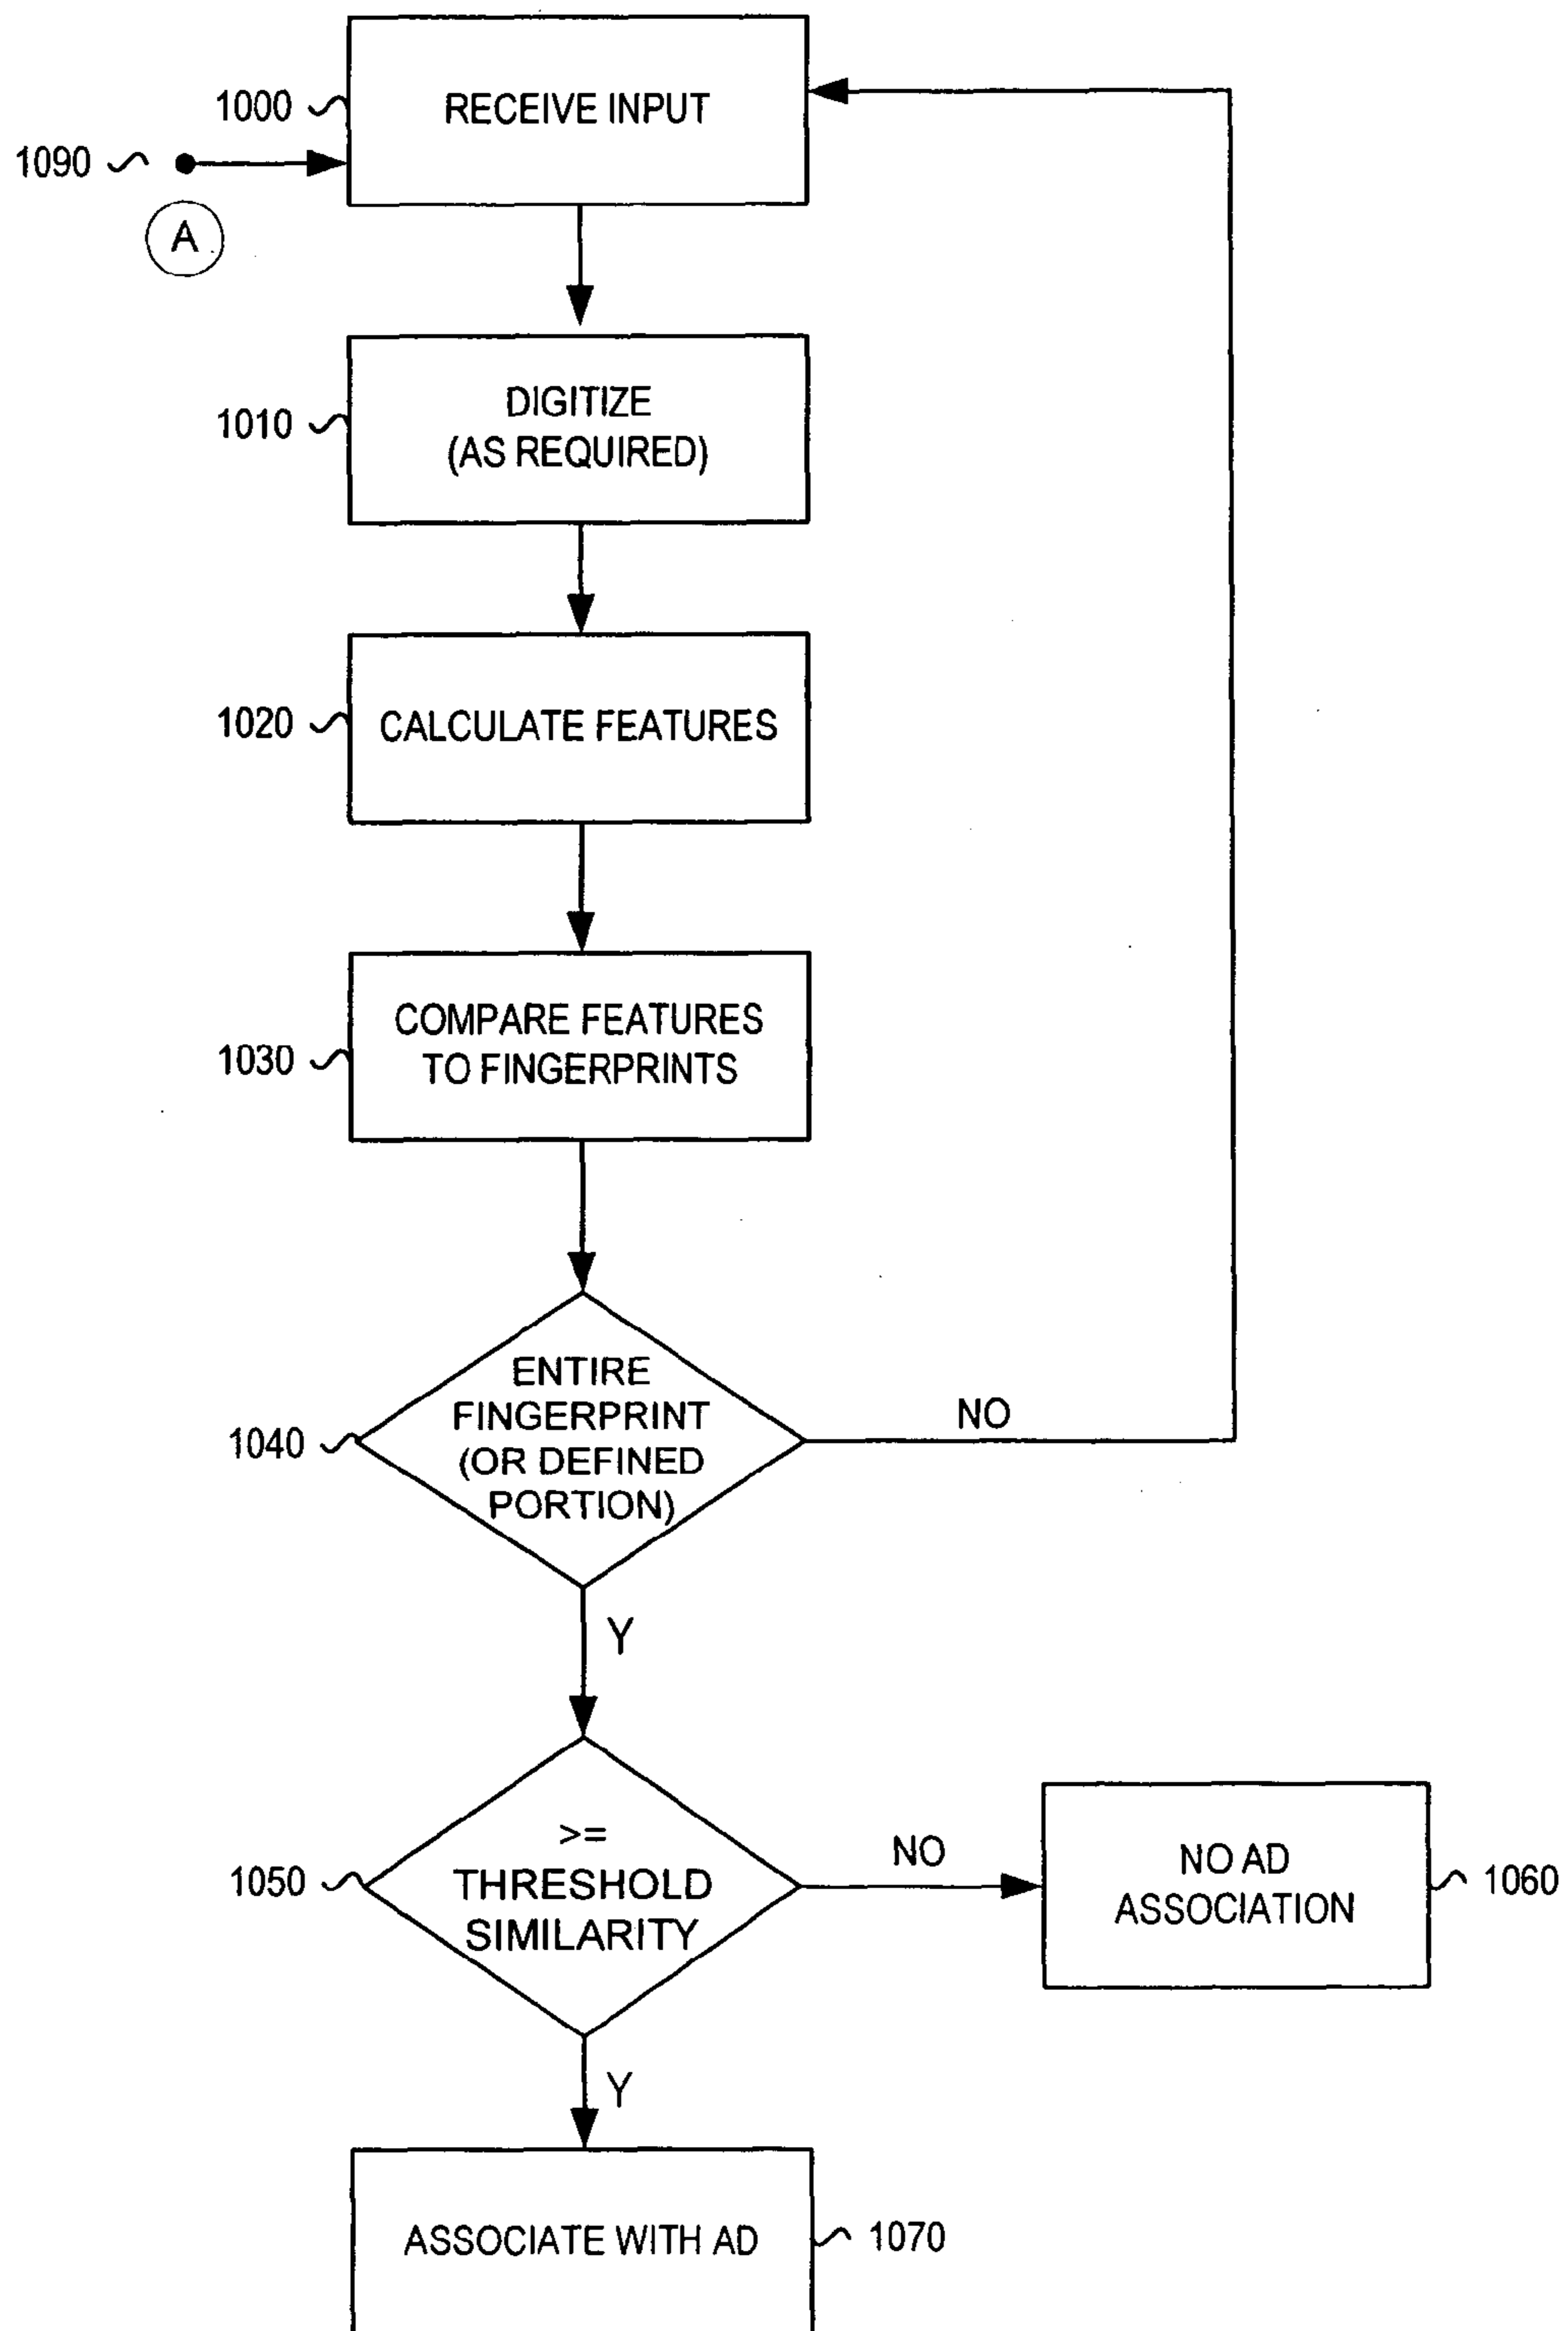 1000
RECEIVE INPUT
1090
A
1010
DIGITIZE
(AS REQUIRED)
1020
CALCULATE FEATURES
1030
COMPARE FEATURES
TO FINGERPRINTS
1040
ENTIRE
FINGERPRINT
(OR DEFINED
PORTION)
NO
Y
1050
>=
THRESHOLD
SIMILARITY
NO
NO AD
ASSOCIATION
1060
Y
ASSOCIATE WITH AD
1070